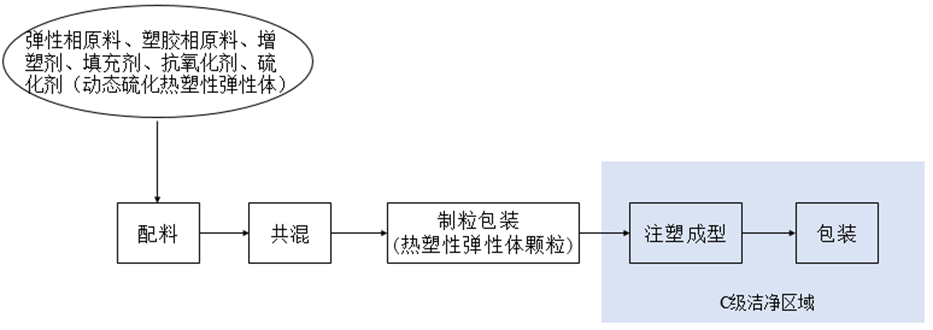 弹性相原料、塑胶相原料、增
塑剂、填充剂、抗氧化剂、硫
化剂（动态硫化热塑性弹性体）
配料
共混
制粒包装
(热塑性弹性体颗粒)
注塑成型
包装
C级洁净区域